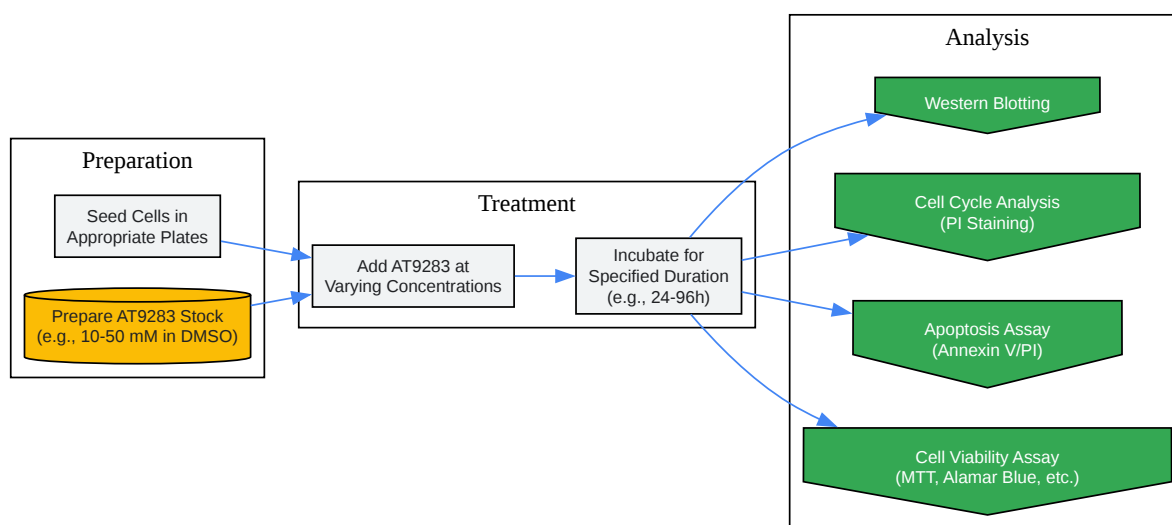 Preparation
Seed Cells in
Appropriate Plates
Prepare AT9283 Stock
(e.g., 10-50 mM in DMSO)
Treatment
Add AT9283 at
Varying Concentrations
Incubate for
Specified Duration
(e.g., 24-96h)
Analysis
Western Blotting
Cell Cycle Analysis
(PI Staining)
Apoptosis Assay
(Annexin V/PI)
Cell Viability Assay
(MTT, Alamar Blue, etc.)